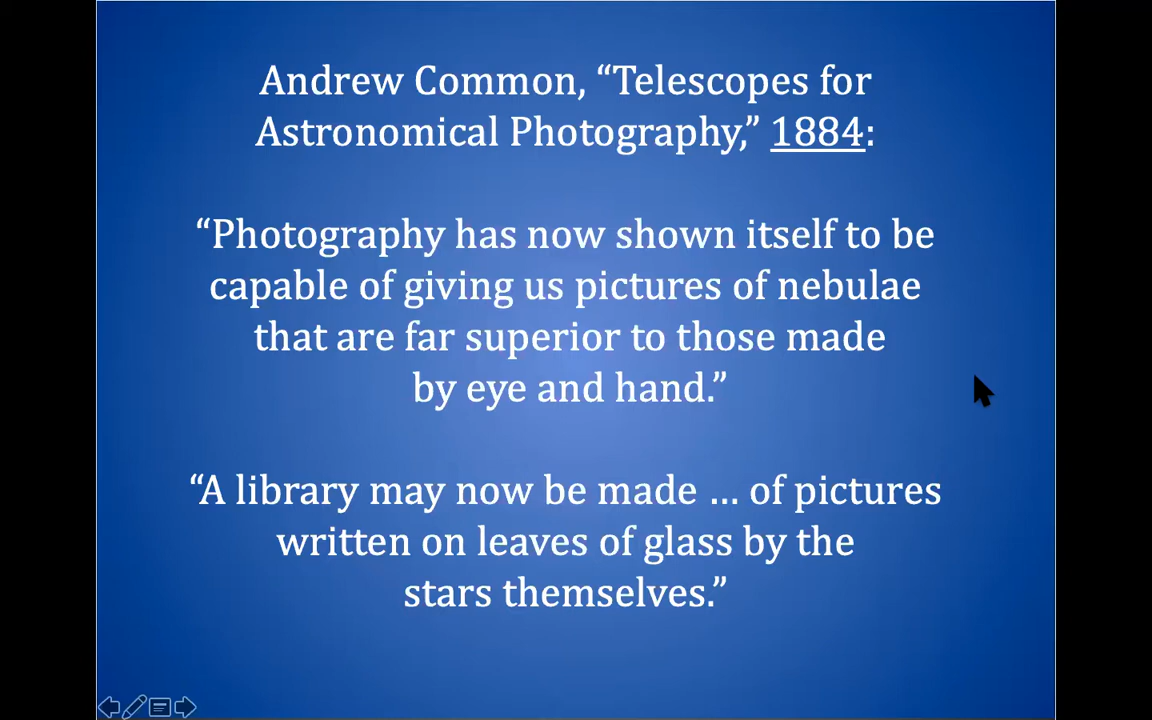 Andrew Common, “Telescopes for
Astronomical Photography,” 1884:
“Photography has now shown itself to be
capable of giving us pictures of nebulae
that are far superior to those made
by eye and hand.”
“A library may now be made … of pictures
written on leaves of glass by the
stars themselves.”